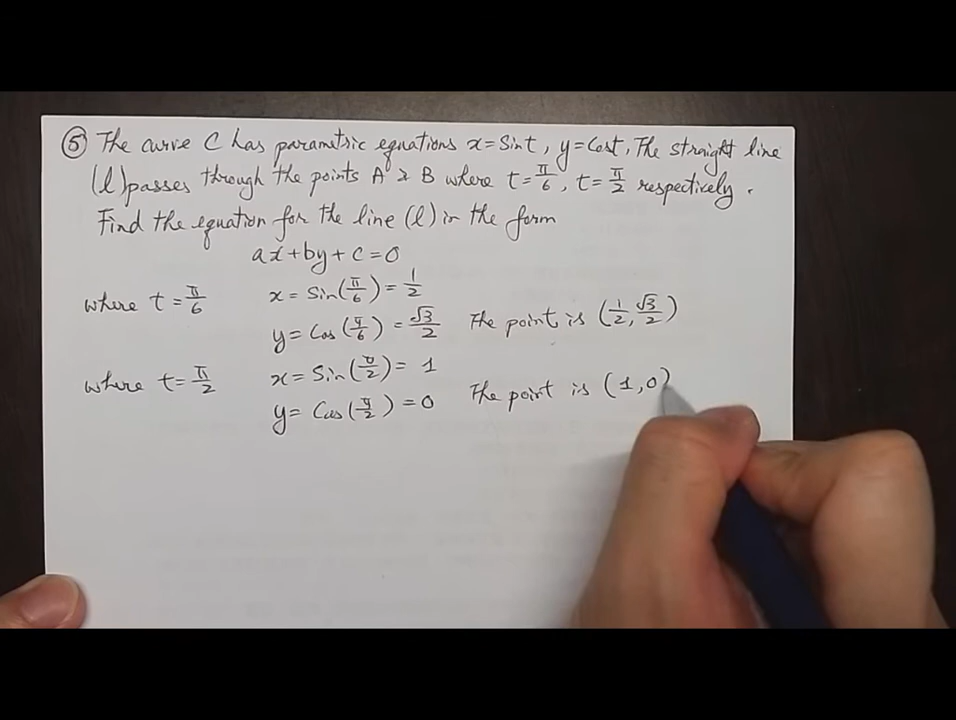 ⑤ The curve C has parametric equations x=Sint, y=Cost. The straight line
(l) passes through the points A & B where t=π/6, t=π/2 respectively.
Find the equation for the line (l) in the form
ax+by+c=0
where t=π/6 x=Sin(π/6)=1/2
y=Cos(π/6)=√3/2 The point is (1/2, √3/2)
where t=π/2 x=Sin(π/2)=1
y=Cos(π/2)=0 The point is (1,0)